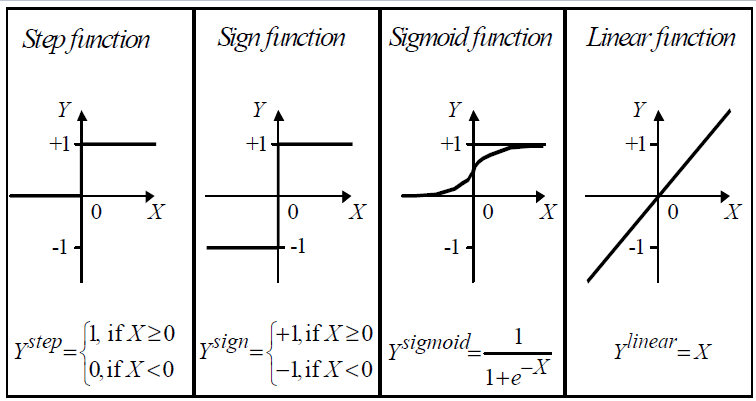 Step function
Y
+1
0
X
-1
Y^step = {1, if X ≥ 0
0, if X < 0
Sign function
Y
+1
0
X
-1
Y^sign = {+1, if X ≥ 0
−1, if X < 0
Sigmoid function
Y
+1
0
X
-1
Y^sigmoid = 1
1+e^−X
Linear function
Y
+1
0
X
-1
Y^linear = X